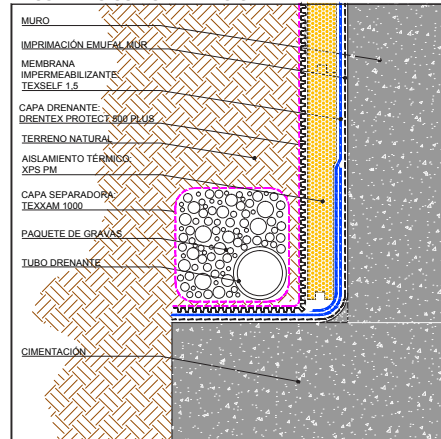 MURO
IMPRIMACIÓN EMUFAL MUR
MEMBRANA
IMPERMEABILIZANTE:
TEXSELF 1,5
CAPA DRENANTE:
DRENTEX PROTECT 800 PLUS
TERRENO NATURAL
AISLAMIENTO TÉRMICO:
XPS PM
CAPA SEPARADORA:
TEXXAM 1000
PAQUETE DE GRAVAS
TUBO DRENANTE
CIMENTACIÓN